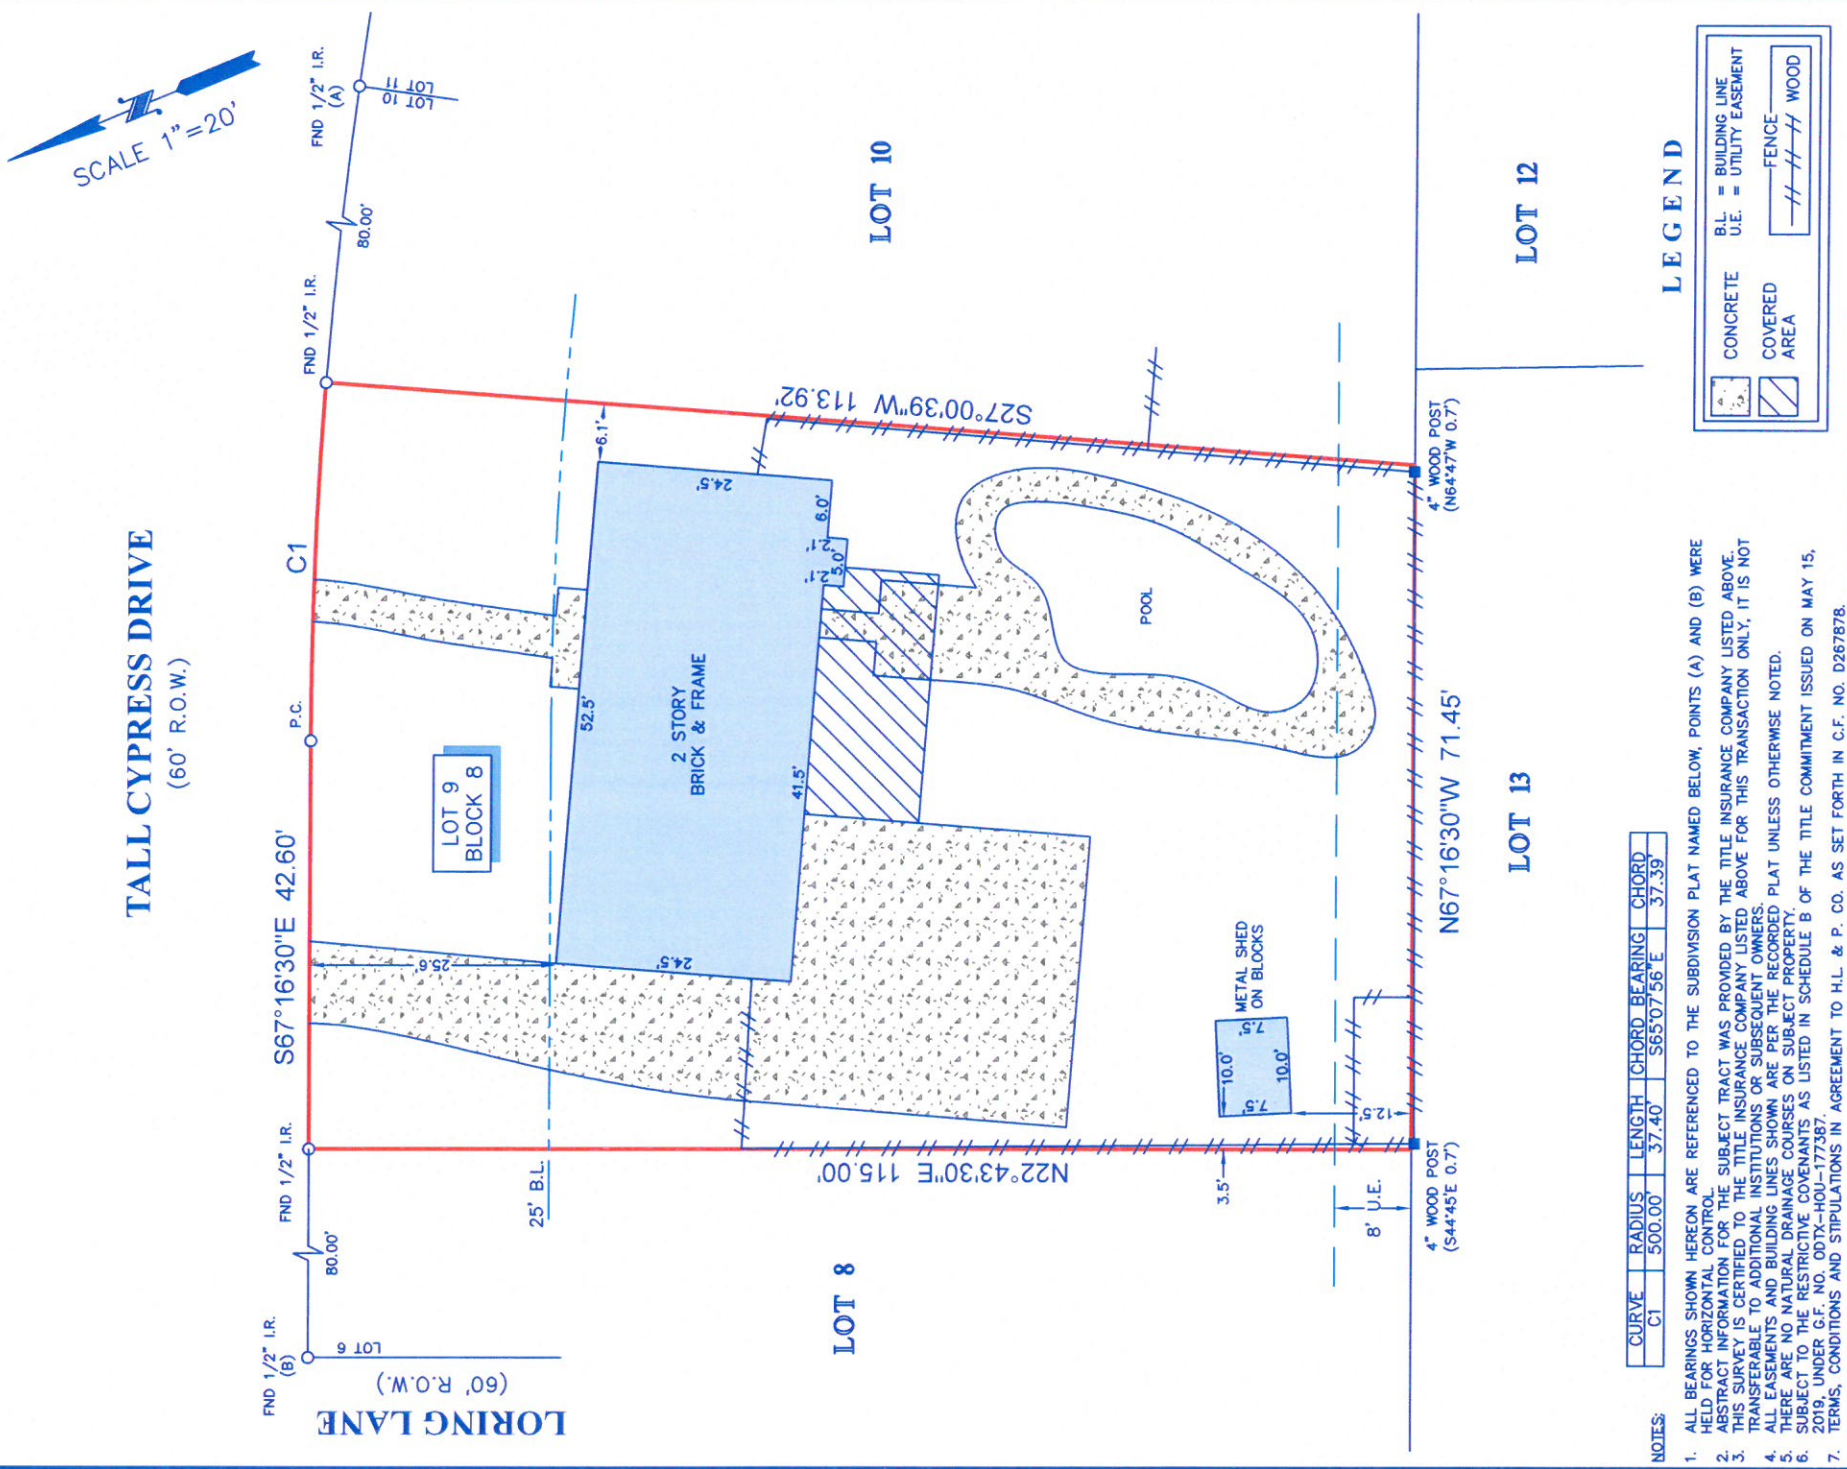 SCALE 1"=20'
TALL CYPRESS DRIVE
(60' R.O.W.)
FND 1/2" I.R.
(B)
80.00'
FND 1/2" I.R.
S67°16'30"E 42.60'
P.C.
C1
FND 1/2" I.R.
80.00'
FND 1/2" I.R.
(A)
LOT 10
LOT 11
LORING LANE
(60' R.O.W.)
LOT 6
25' B.L.
25.6'
LOT 9
BLOCK 8
6.1'
52.5'
24.5'
24.5'
2 STORY
BRICK & FRAME
41.5'
2.1'
5.0'
2.1'
6.0'
LOT 8
LOT 10
N22°43'30"E 115.00'
S27°00'39"W 113.92'
POOL
METAL SHED
ON BLOCKS
10.0'
7.5'
7.5'
10.0'
3.5'
12.5'
8' U.E.
4" WOOD POST
(S44°45'E 0.7')
N67°16'30"W 71.45'
4" WOOD POST
(N64°47'W 0.7')
LOT 13
LOT 12
LEGEND
CONCRETE
COVERED
AREA
B.L. = BUILDING LINE
U.E. = UTILITY EASEMENT
FENCE
WOOD
CURVE RADIUS LENGTH CHORD BEARING CHORD
C1 500.00' 37.40' S65°07'56"E 37.39'
NOTES:
1. ALL BEARINGS SHOWN HEREON ARE REFERENCED TO THE SUBDIVISION PLAT NAMED BELOW, POINTS (A) AND (B) WERE
HELD FOR HORIZONTAL CONTROL.
2. ABSTRACT INFORMATION FOR THE SUBJECT TRACT WAS PROVIDED BY THE TITLE INSURANCE COMPANY LISTED ABOVE.
3. THIS SURVEY IS CERTIFIED TO THE TITLE INSURANCE COMPANY LISTED ABOVE FOR THIS TRANSACTION ONLY, IT IS NOT
TRANSFERABLE TO ADDITIONAL INSTITUTIONS OR SUBSEQUENT OWNERS.
4. ALL EASEMENTS AND BUILDING LINES SHOWN ARE PER THE RECORDED PLAT UNLESS OTHERWISE NOTED.
5. THERE ARE NO NATURAL DRAINAGE COURSES ON SUBJECT PROPERTY.
6. SUBJECT TO THE RESTRICTIVE COVENANTS AS LISTED IN SCHEDULE B OF THE TITLE COMMITMENT ISSUED ON MAY 15,
2019, UNDER G.F. NO. ODTX-HOU-177387.
7. TERMS, CONDITIONS AND STIPULATIONS IN AGREEMENT TO H.L. & P. CO. AS SET FORTH IN C.F. NO. D267878.